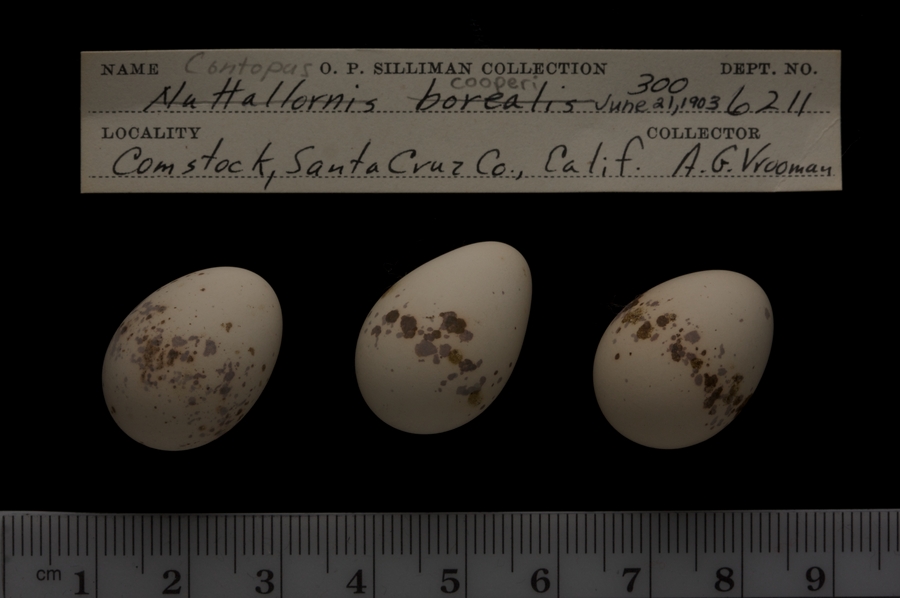 NAME Contopus O. P. SILLIMAN COLLECTION DEPT. NO.
cooperi 300
Nuttallornis borealis June 21, 1903 6211
LOCALITY COLLECTOR
Comstock, Santa Cruz Co., Calif. A. G. Vrooman
cm 1 2 3 4 5 6 7 8 9